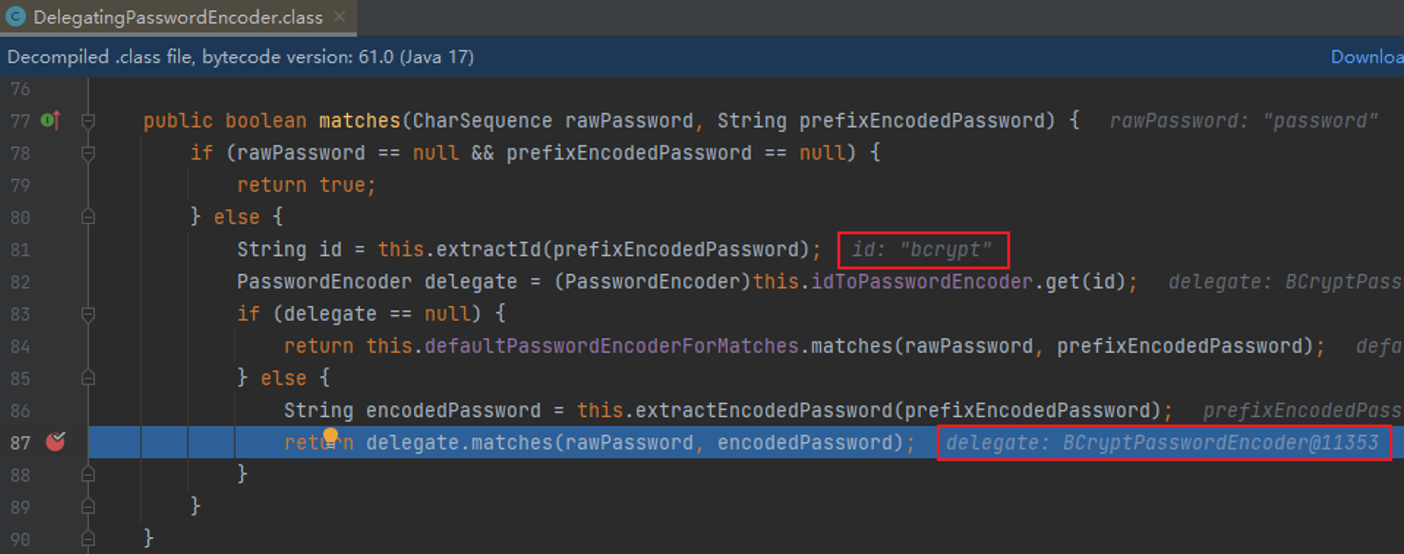 DelegatingPasswordEncoder.class
Decompiled .class file, bytecode version: 61.0 (Java 17) Downloa
76
77 public boolean matches(CharSequence rawPassword, String prefixEncodedPassword) { rawPassword: "password"
78 if (rawPassword == null && prefixEncodedPassword == null) {
79 return true;
80 } else {
81 String id = this.extractId(prefixEncodedPassword); id: "bcrypt"
82 PasswordEncoder delegate = (PasswordEncoder)this.idToPasswordEncoder.get(id); delegate: BCryptPass
83 if (delegate == null) {
84 return this.defaultPasswordEncoderForMatches.matches(rawPassword, prefixEncodedPassword); defa
85 } else {
86 String encodedPassword = this.extractEncodedPassword(prefixEncodedPassword); prefixEncodedPass
87 return delegate.matches(rawPassword, encodedPassword); delegate: BCryptPasswordEncoder@11353
88 }
89 }
90 }